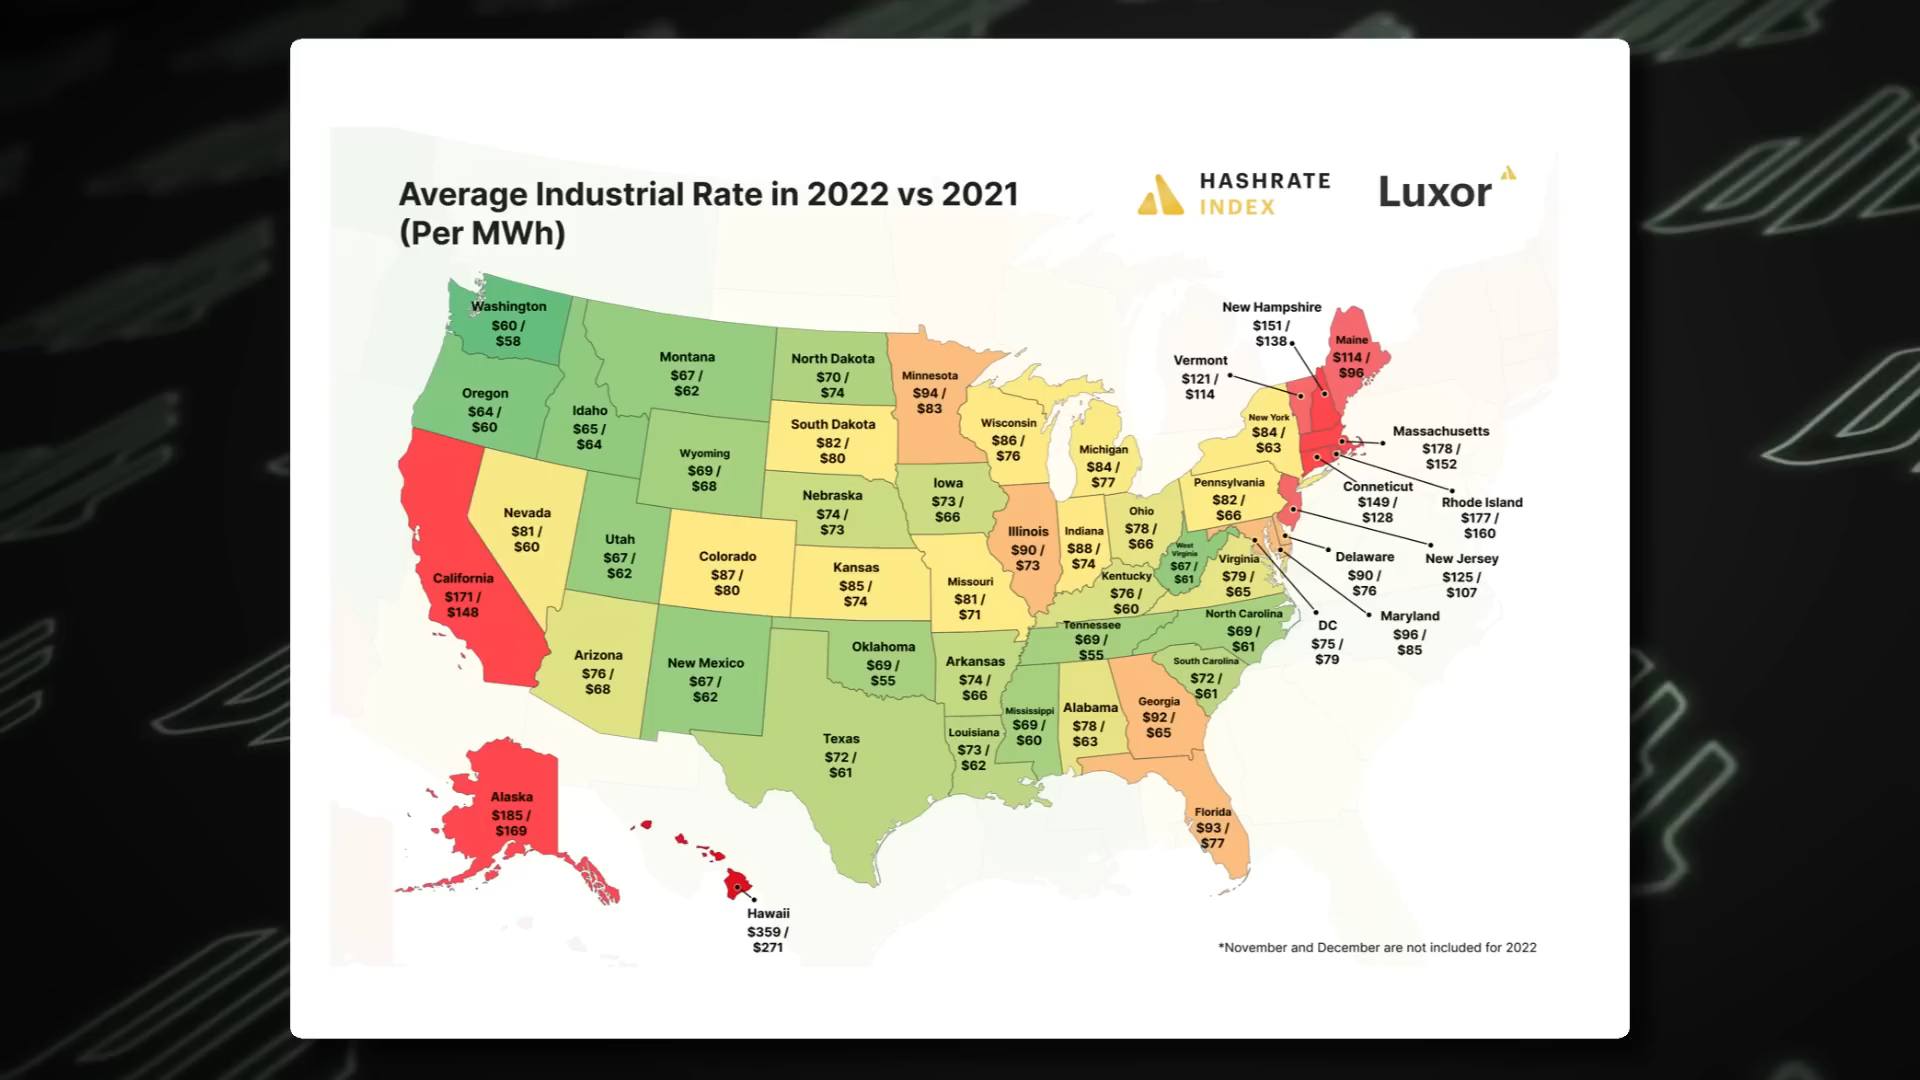 Average Industrial Rate in 2022 vs 2021
(Per MWh)
HASHRATE
INDEX
Luxor
Washington
$60 /
$58
Oregon
$64 /
$60
Idaho
$65 /
$64
Montana
$67 /
$62
North Dakota
$70 /
$74
Minnesota
$94 /
$83
South Dakota
$82 /
$80
Wyoming
$69 /
$68
Wisconsin
$86 /
$76
Michigan
$84 /
$77
New York
$84 /
$63
Vermont
$121 /
$114
New Hampshire
$151 /
$138
Maine
$114 /
$96
Massachusetts
$178 /
$152
Conneticut
$149 /
$128
Rhode Island
$177 /
$160
New Jersey
$125 /
$107
Delaware
$90 /
$76
Maryland
$96 /
$85
DC
$75 /
$79
Pennsylvania
$82 /
$66
Ohio
$78 /
$66
Indiana
$88 /
$74
Illinois
$90 /
$73
Iowa
$73 /
$66
Nebraska
$74 /
$73
Nevada
$81 /
$60
Utah
$67 /
$62
Colorado
$87 /
$80
Kansas
$85 /
$74
Missouri
$81 /
$71
Kentucky
$76 /
$60
West
Virginia
$67 /
$61
Virginia
$79 /
$65
California
$171 /
$148
Arizona
$76 /
$68
New Mexico
$67 /
$62
Oklahoma
$69 /
$55
Arkansas
$74 /
$66
Tennessee
$69 /
$55
North Carolina
$69 /
$61
South Carolina
$72 /
$61
Texas
$72 /
$61
Louisiana
$73 /
$62
Mississippi
$69 /
$60
Alabama
$78 /
$63
Georgia
$92 /
$65
Florida
$93 /
$77
Alaska
$185 /
$169
Hawaii
$359 /
$271
*November and December are not included for 2022